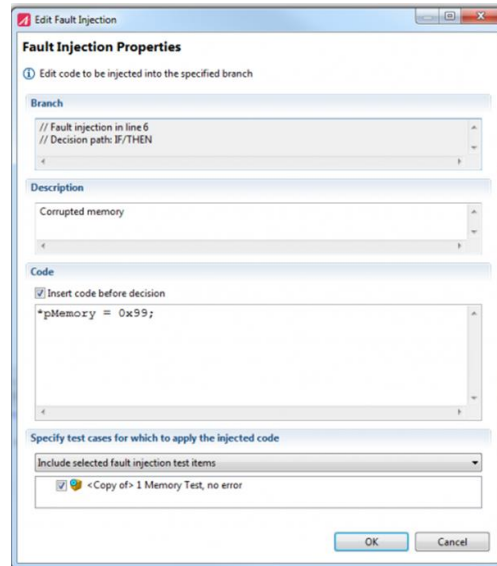 Edit Fault Injection
Fault Injection Properties
Edit code to be injected into the specified branch
Branch
// Fault injection in line 6
// Decision path: IF/THEN
Description
Corrupted memory
Code
Insert code before decision
*pMemory = 0x99;
Specify test cases for which to apply the injected code
Include selected fault injection test items
<Copy of> 1 Memory Test, no error
OK Cancel